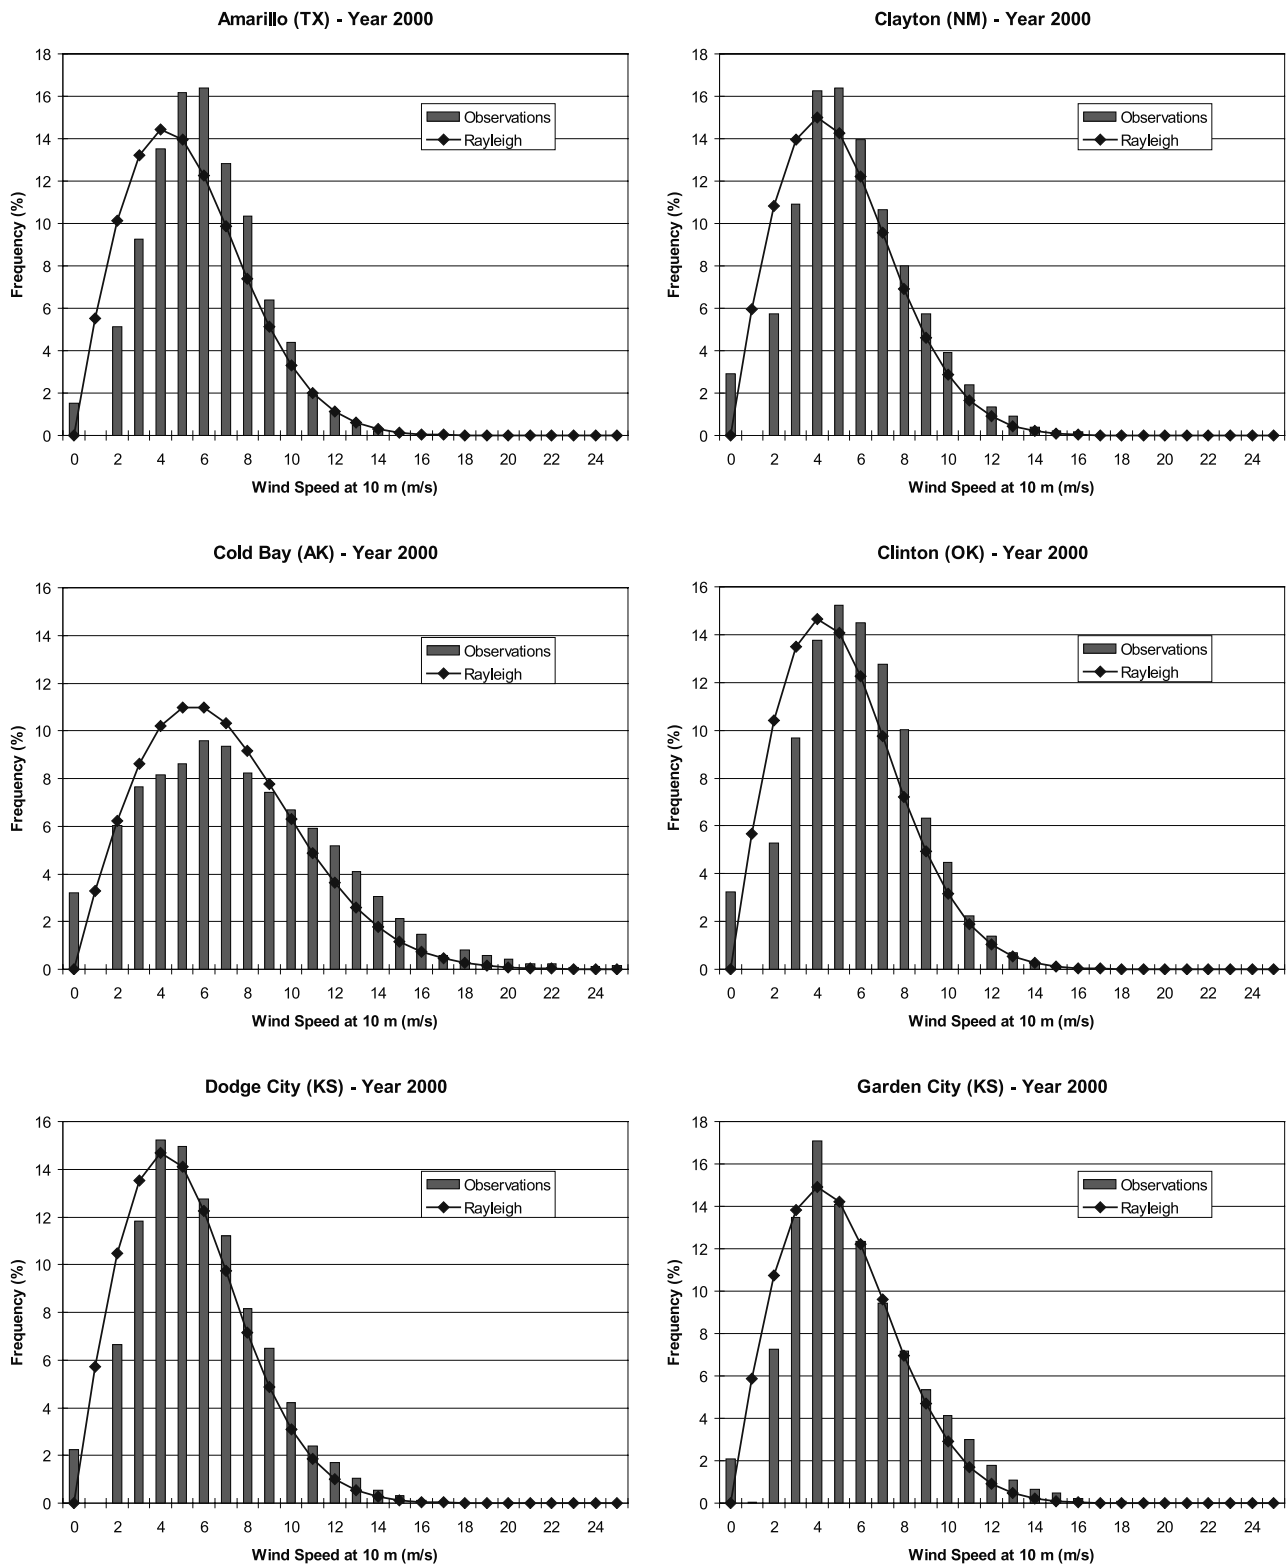 Amarillo (TX) - Year 2000
18
16
14
12
10
8
6
4
2
0
Frequency (%)
Observations
Rayleigh
0 2 4 6 8 10 12 14 16 18 20 22 24
Wind Speed at 10 m (m/s)
Clayton (NM) - Year 2000
18
16
14
12
10
8
6
4
2
0
Frequency (%)
Observations
Rayleigh
0 2 4 6 8 10 12 14 16 18 20 22 24
Wind Speed at 10 m (m/s)
Cold Bay (AK) - Year 2000
16
14
12
10
8
6
4
2
0
Frequency (%)
Observations
Rayleigh
0 2 4 6 8 10 12 14 16 18 20 22 24
Wind Speed at 10 m (m/s)
Clinton (OK) - Year 2000
16
14
12
10
8
6
4
2
0
Frequency (%)
Observations
Rayleigh
0 2 4 6 8 10 12 14 16 18 20 22 24
Wind Speed at 10 m (m/s)
Dodge City (KS) - Year 2000
16
14
12
10
8
6
4
2
0
Frequency (%)
Observations
Rayleigh
0 2 4 6 8 10 12 14 16 18 20 22 24
Wind Speed at 10 m (m/s)
Garden City (KS) - Year 2000
18
16
14
12
10
8
6
4
2
0
Frequency (%)
Observations
Rayleigh
0 2 4 6 8 10 12 14 16 18 20 22 24
Wind Speed at 10 m (m/s)